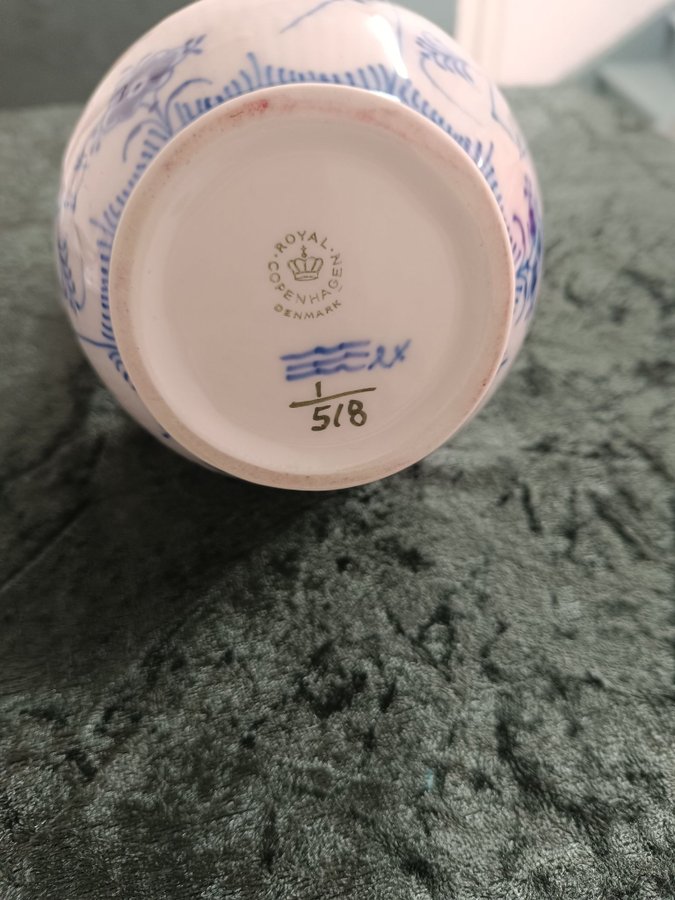 ROYAL COPENHAGEN
DENMARK
1
518